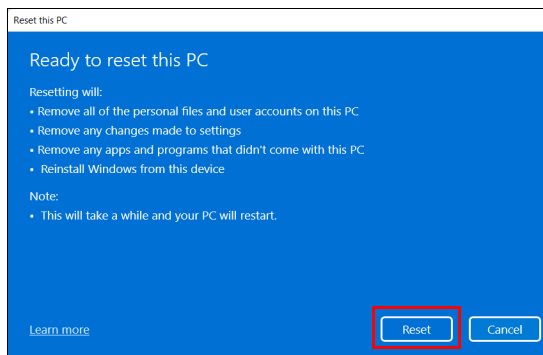 Reset this PC
Ready to reset this PC
Resetting will:
• Remove all of the personal files and user accounts on this PC
• Remove any changes made to settings
• Remove any apps and programs that didn't come with this PC
• Reinstall Windows from this device
Note:
• This will take a while and your PC will restart.
Learn more
Reset
Cancel